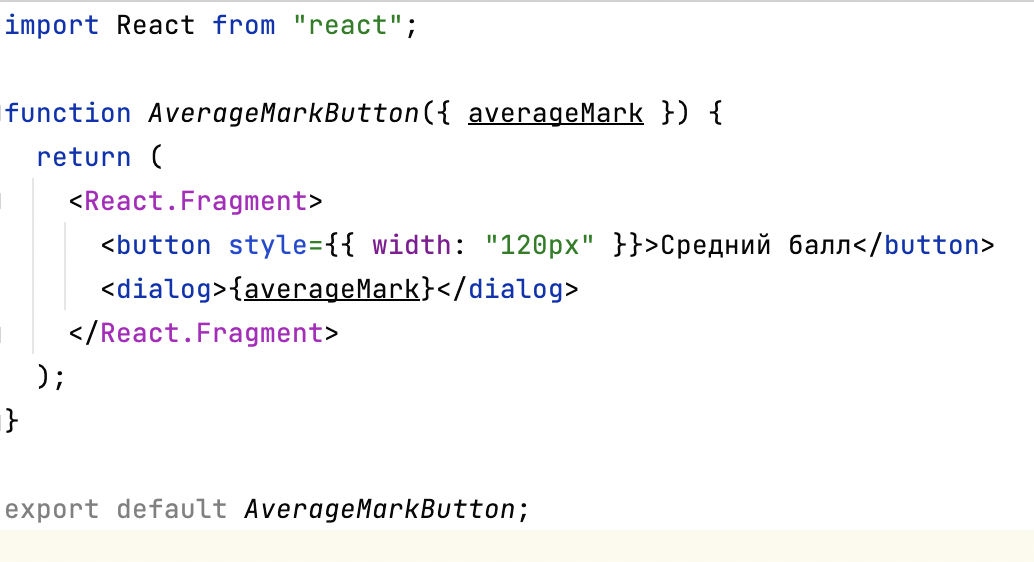 import React from "react";
function AverageMarkButton({ averageMark }) {
return (
<React.Fragment>
<button style={{ width: "120px" }}>Средний балл</button>
<dialog>{averageMark}</dialog>
</React.Fragment>
);
}
export default AverageMarkButton;